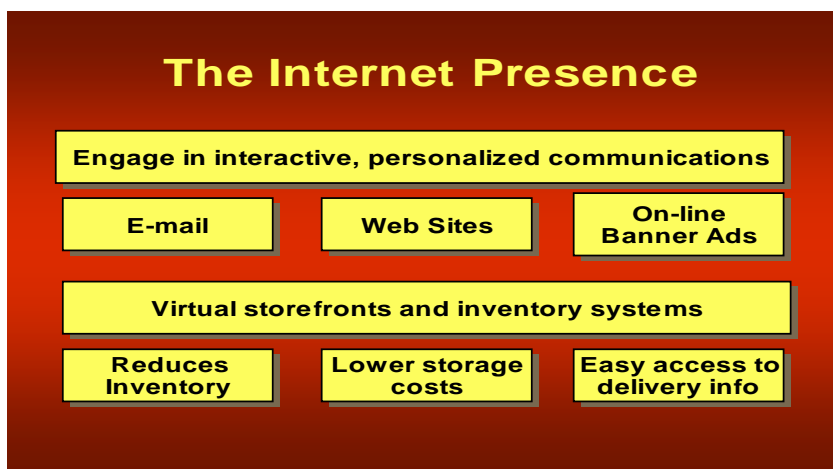 The Internet Presence
Engage in interactive, personalized communications
E-mail
Web Sites
On-line
Banner Ads
Virtual storefronts and inventory systems
Reduces
Inventory
Lower storage
costs
Easy access to
delivery info